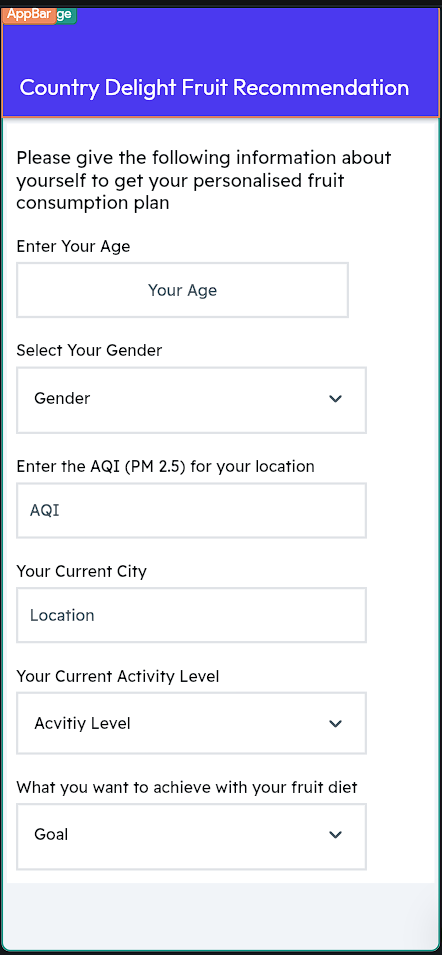 AppBar ge
Country Delight Fruit Recommendation
Please give the following information about
yourself to get your personalised fruit
consumption plan
Enter Your Age
Your Age
Select Your Gender
Gender
Enter the AQI (PM 2.5) for your location
AQI
Your Current City
Location
Your Current Activity Level
Acvitiy Level
What you want to achieve with your fruit diet
Goal